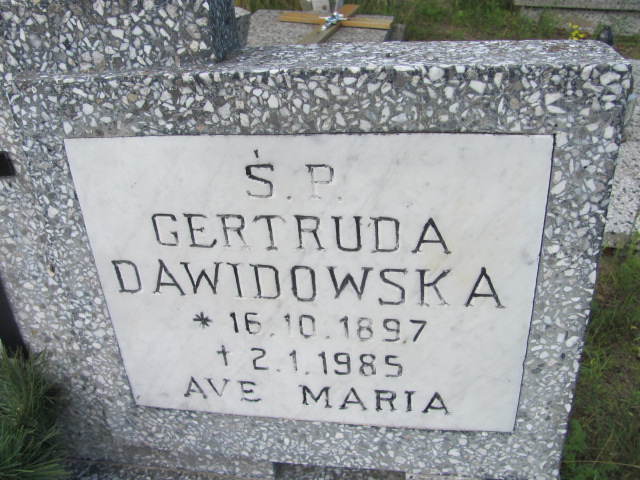 Ś.P.
GERTRUDA
DAWIDOWSKA
* 16.10.1897
† 2.1.1985
AVE MARIA